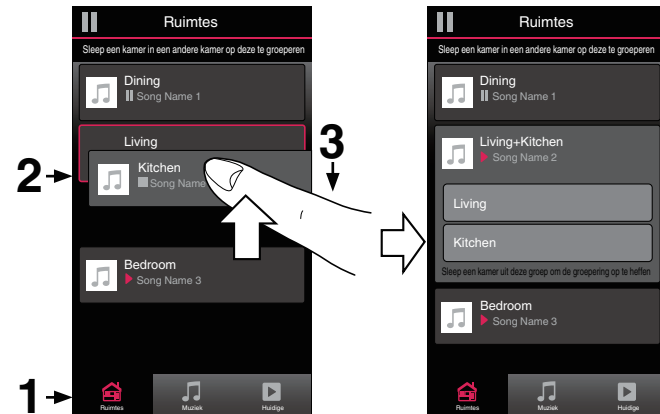 Ruimtes
Sleep een kamer in een andere kamer op deze te groeperen
Dining
Song Name 1
Living
Kitchen
Song Name
Bedroom
Song Name 3
Ruimtes
Muziek
Huidige
1
2
3
Ruimtes
Sleep een kamer in een andere kamer op deze te groeperen
Dining
Song Name 1
Living+Kitchen
Song Name 2
Living
Kitchen
Sleep een kamer uit deze groep om de groepering op te heffen
Bedroom
Song Name 3
Ruimtes
Muziek
Huidige